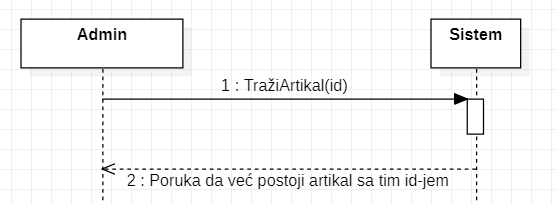 Admin
Sistem
1 : TražiArtikal(id)
2 : Poruka da već postoji artikal sa tim id-jem